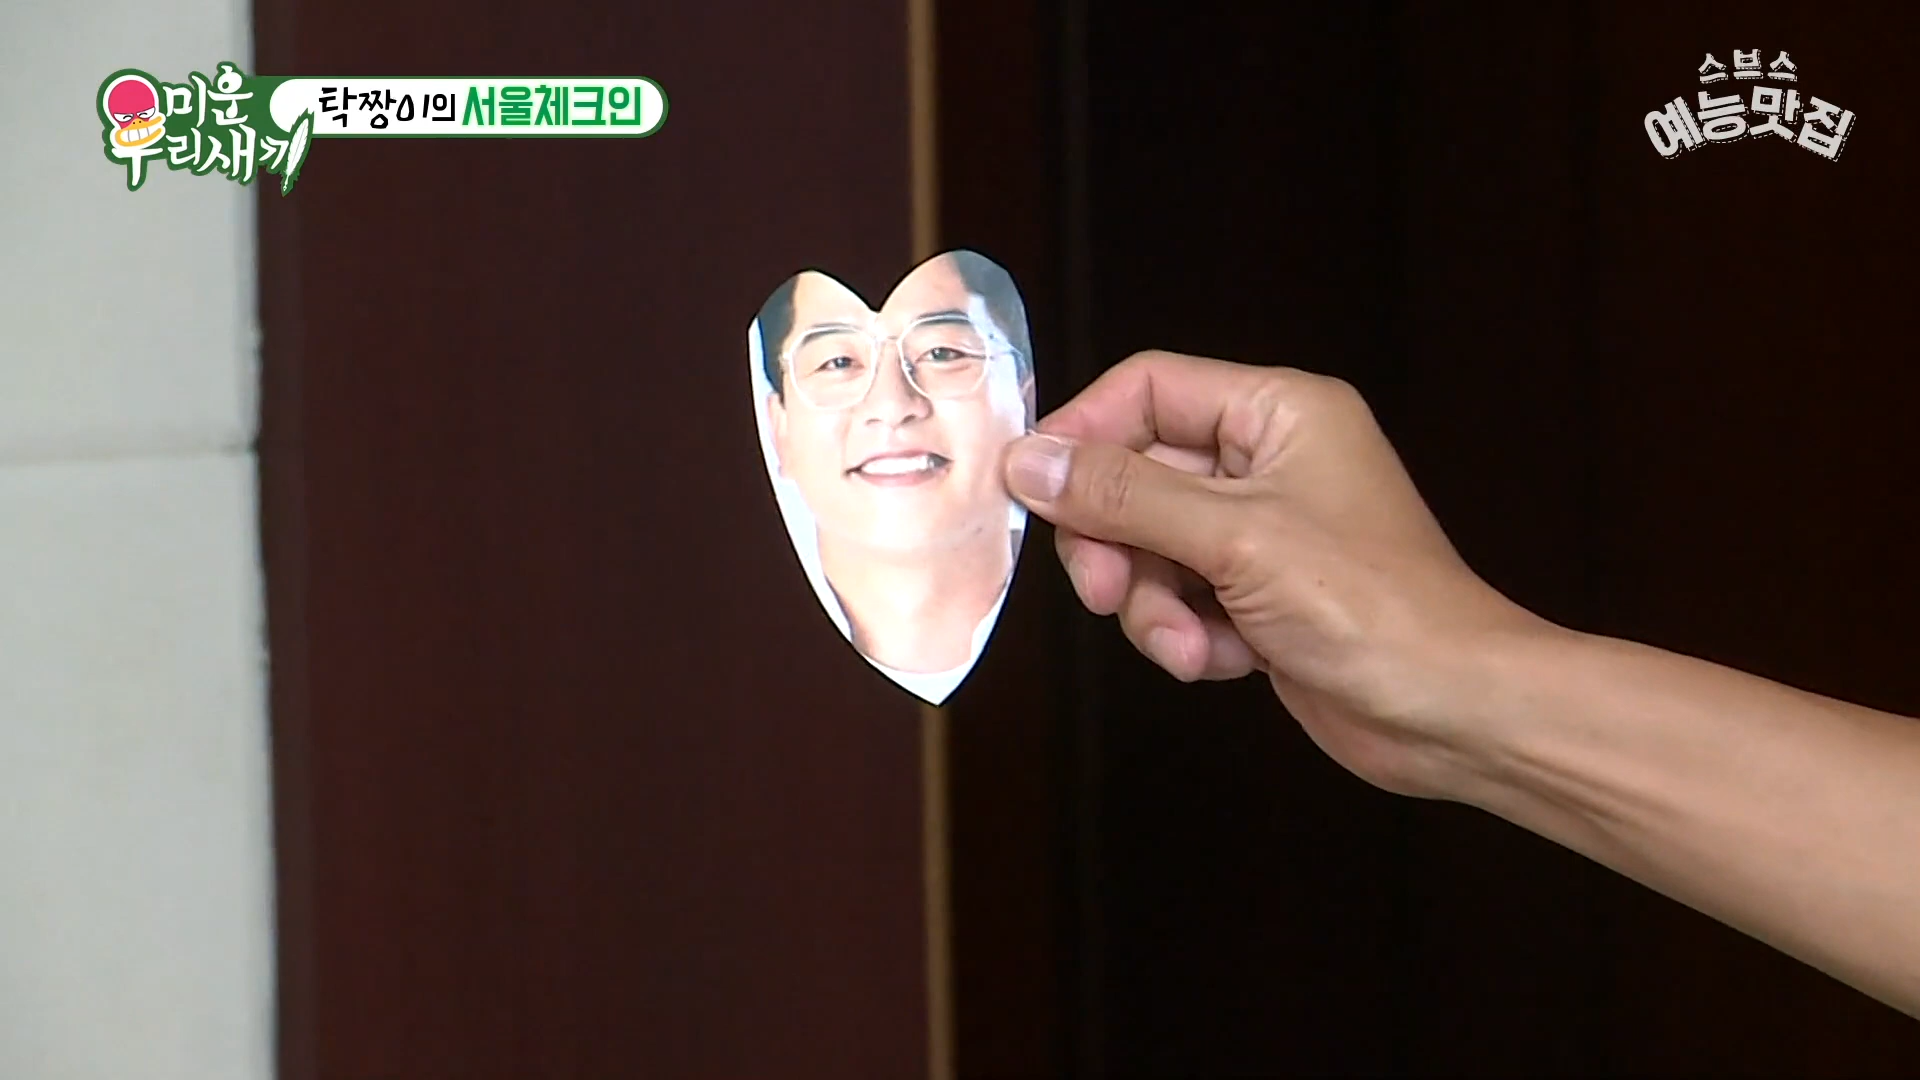 미운
우리새끼
탁짱이의 서울체크인
스브스
예능맛집